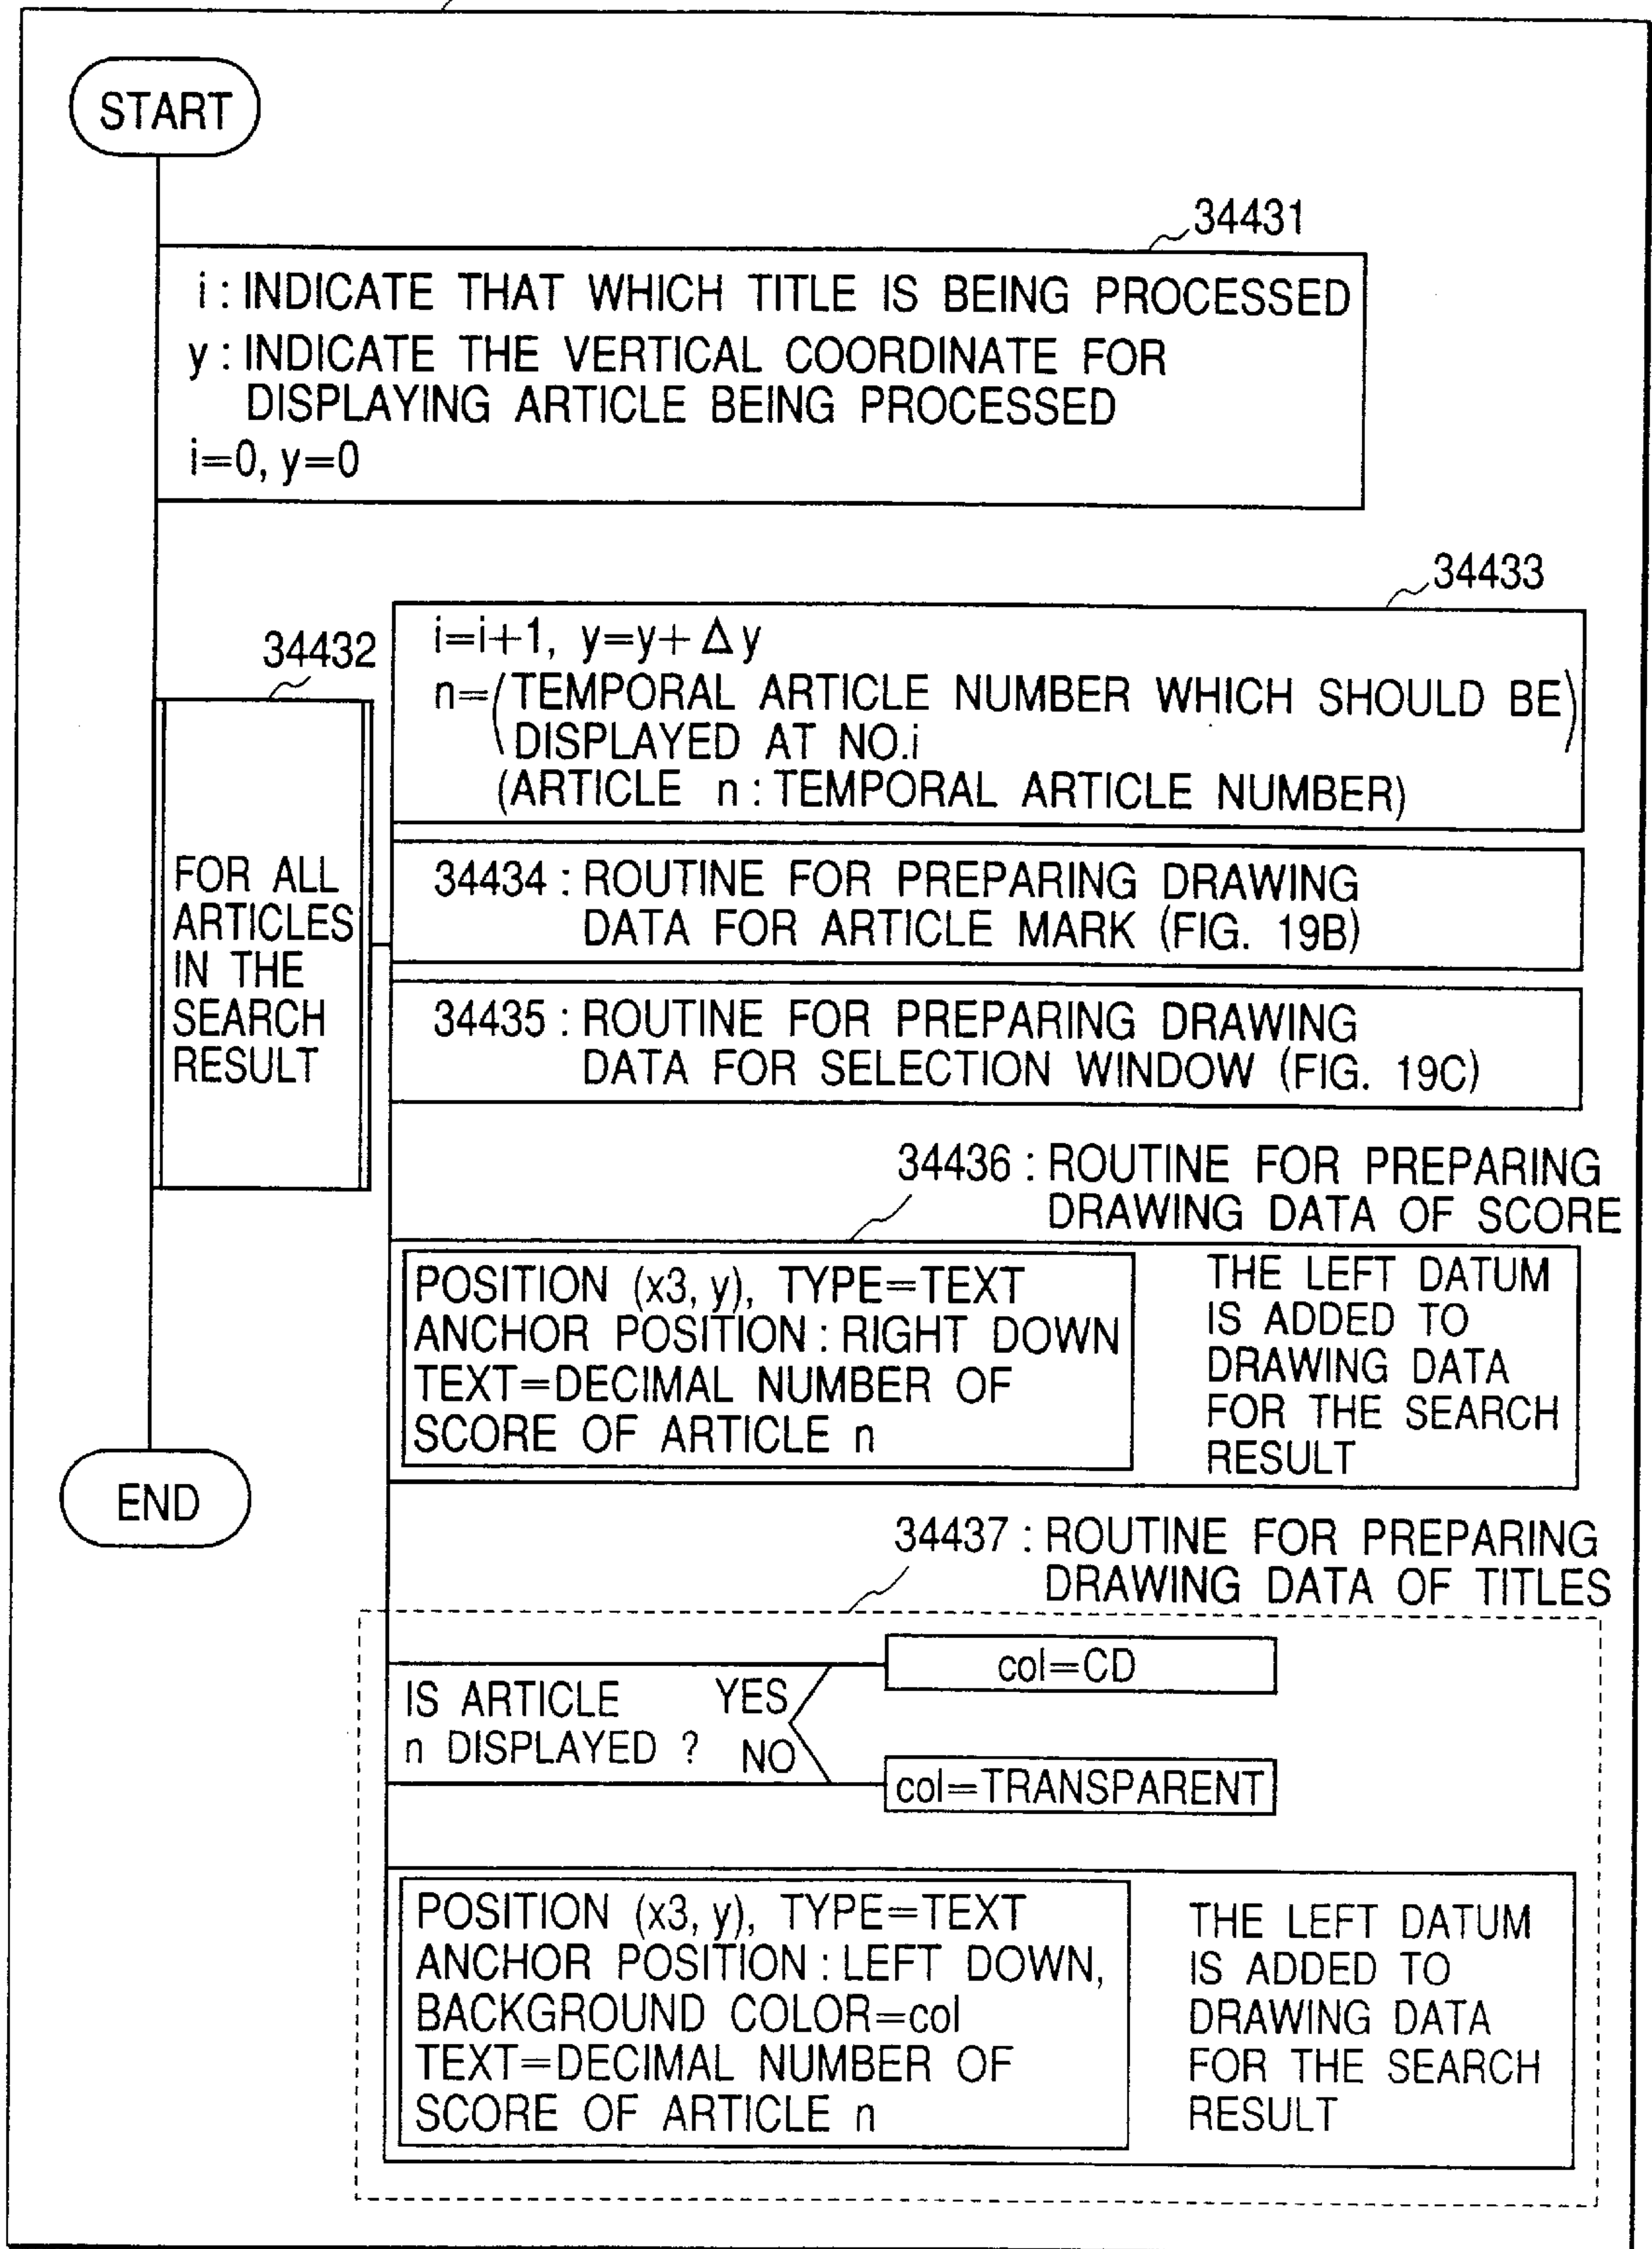 START
34431
i : INDICATE THAT WHICH TITLE IS BEING PROCESSED
y : INDICATE THE VERTICAL COORDINATE FOR
DISPLAYING ARTICLE BEING PROCESSED
i=0, y=0
34433
34432
i=i+1, y=y+Δy
n=(TEMPORAL ARTICLE NUMBER WHICH SHOULD BE
DISPLAYED AT NO.i)
(ARTICLE n : TEMPORAL ARTICLE NUMBER)
FOR ALL
ARTICLES
IN THE
SEARCH
RESULT
34434 : ROUTINE FOR PREPARING DRAWING
DATA FOR ARTICLE MARK (FIG. 19B)
34435 : ROUTINE FOR PREPARING DRAWING
DATA FOR SELECTION WINDOW (FIG. 19C)
34436 : ROUTINE FOR PREPARING
DRAWING DATA OF SCORE
POSITION (x3, y), TYPE=TEXT
ANCHOR POSITION : RIGHT DOWN
TEXT=DECIMAL NUMBER OF
SCORE OF ARTICLE n
THE LEFT DATUM
IS ADDED TO
DRAWING DATA
FOR THE SEARCH
RESULT
END
34437 : ROUTINE FOR PREPARING
DRAWING DATA OF TITLES
IS ARTICLE
n DISPLAYED ?
YES
NO
col=CD
col=TRANSPARENT
POSITION (x3, y), TYPE=TEXT
ANCHOR POSITION : LEFT DOWN,
BACKGROUND COLOR=col
TEXT=DECIMAL NUMBER OF
SCORE OF ARTICLE n
THE LEFT DATUM
IS ADDED TO
DRAWING DATA
FOR THE SEARCH
RESULT